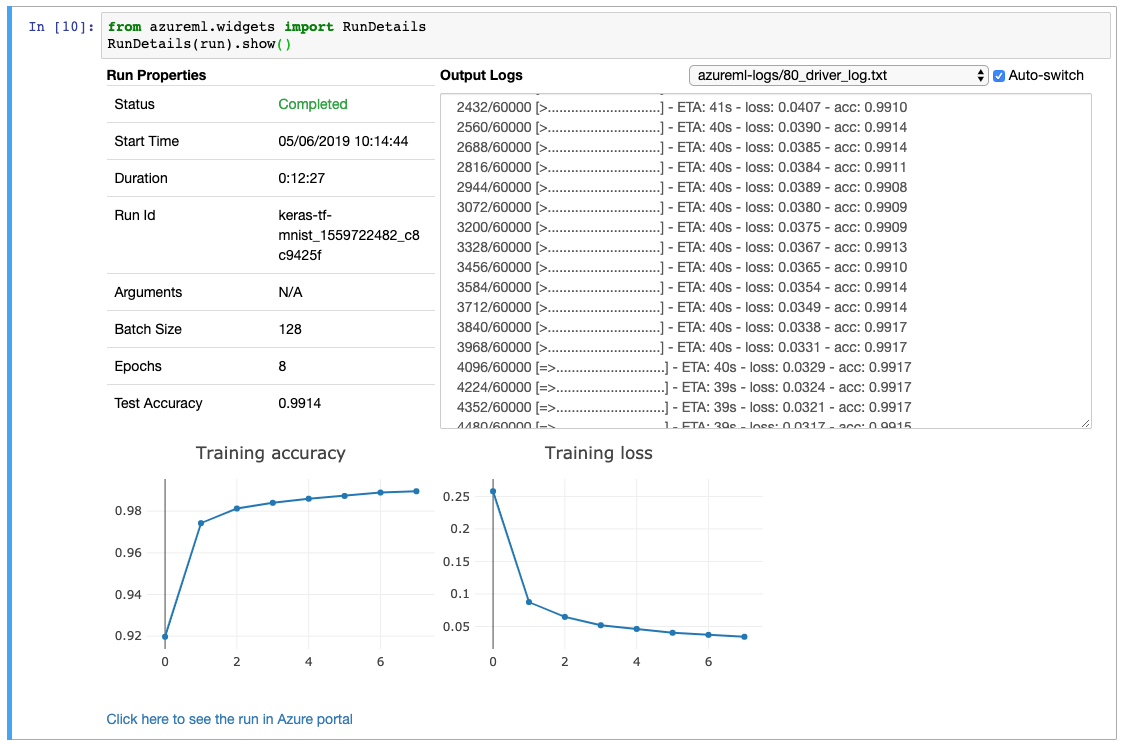 In [10]: from azureml.widgets import RunDetails
RunDetails(run).show()
Run Properties
Status Completed
Start Time 05/06/2019 10:14:44
Duration 0:12:27
Run Id keras-tf-
mnist_1559722482_c8
c9425f
Arguments N/A
Batch Size 128
Epochs 8
Test Accuracy 0.9914
Output Logs azureml-logs/80_driver_log.txt Auto-switch
2432/60000 [>.............................] - ETA: 41s - loss: 0.0407 - acc: 0.9910
2560/60000 [>.............................] - ETA: 40s - loss: 0.0390 - acc: 0.9914
2688/60000 [>.............................] - ETA: 40s - loss: 0.0385 - acc: 0.9914
2816/60000 [>.............................] - ETA: 40s - loss: 0.0384 - acc: 0.9911
2944/60000 [>.............................] - ETA: 40s - loss: 0.0389 - acc: 0.9908
3072/60000 [>.............................] - ETA: 40s - loss: 0.0380 - acc: 0.9909
3200/60000 [>.............................] - ETA: 40s - loss: 0.0375 - acc: 0.9909
3328/60000 [>.............................] - ETA: 40s - loss: 0.0367 - acc: 0.9913
3456/60000 [>.............................] - ETA: 40s - loss: 0.0365 - acc: 0.9910
3584/60000 [>.............................] - ETA: 40s - loss: 0.0354 - acc: 0.9914
3712/60000 [>.............................] - ETA: 40s - loss: 0.0349 - acc: 0.9914
3840/60000 [>.............................] - ETA: 40s - loss: 0.0338 - acc: 0.9917
3968/60000 [>.............................] - ETA: 40s - loss: 0.0331 - acc: 0.9917
4096/60000 [=>............................] - ETA: 40s - loss: 0.0329 - acc: 0.9917
4224/60000 [=>............................] - ETA: 39s - loss: 0.0324 - acc: 0.9917
4352/60000 [=>............................] - ETA: 39s - loss: 0.0321 - acc: 0.9917
4480/60000 [=>............................] - ETA: 39s - loss: 0.0317 - acc: 0.9915
Training accuracy
0.98
0.96
0.94
0.92
0 2 4 6
Training loss
0.25
0.2
0.15
0.1
0.05
0 2 4 6
Click here to see the run in Azure portal